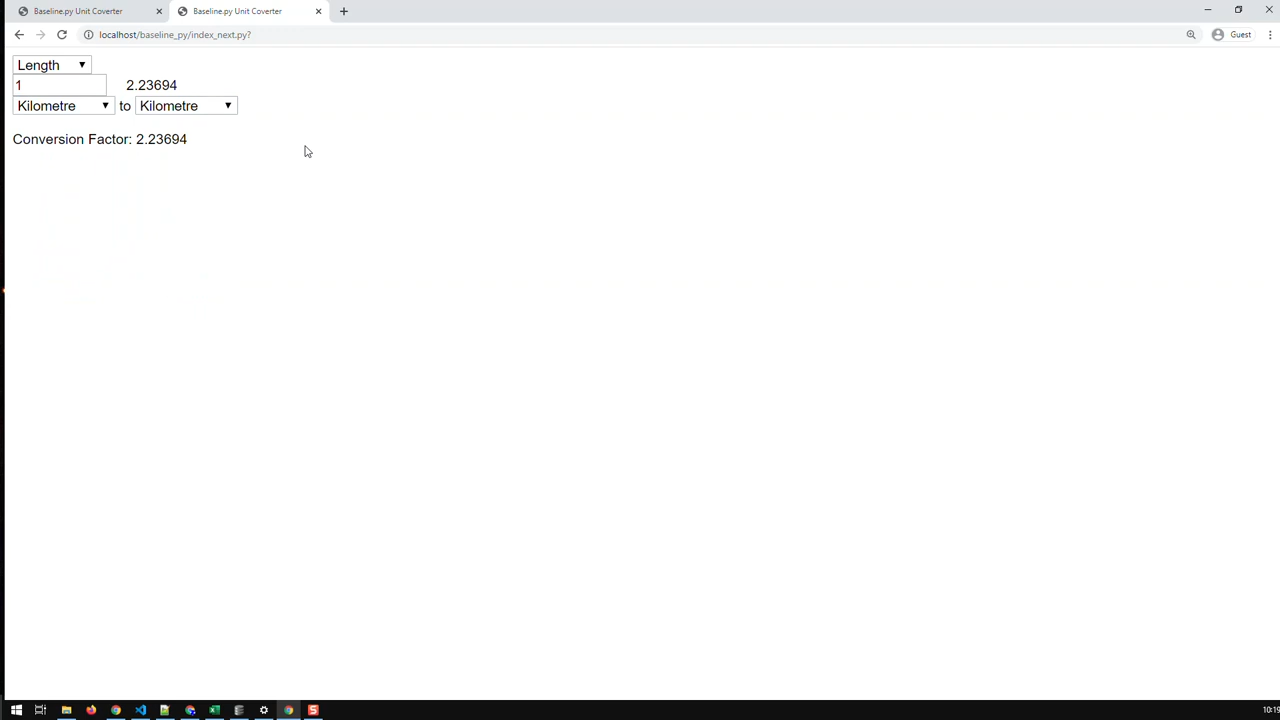 Baseline.py Unit Coverter
Baseline.py Unit Coverter
localhost/baseline_py/index_next.py?
Guest
Length
1 2.23694
Kilometre to Kilometre
Conversion Factor: 2.23694
10:19